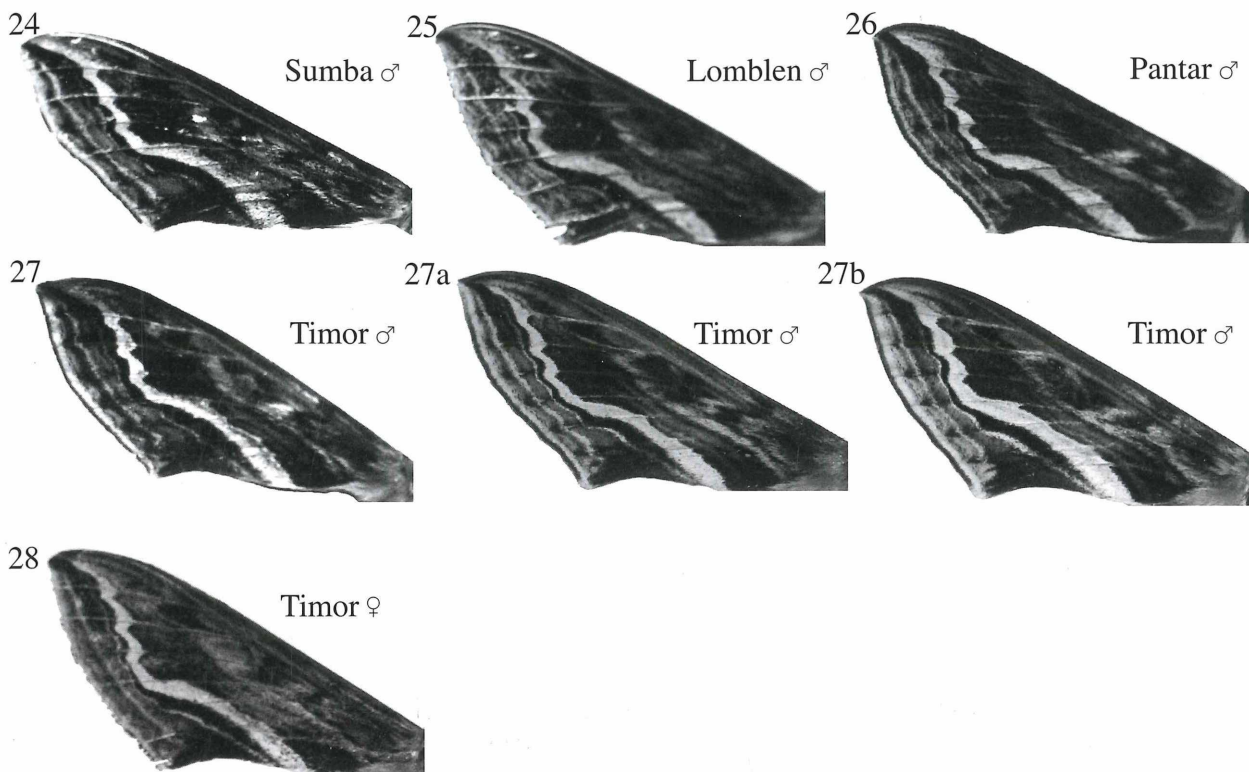 24
Sumba ♂
25
Lomblen ♂
26
Pantar ♂
27
Timor ♂
27a
Timor ♂
27b
Timor ♂
28
Timor ♀